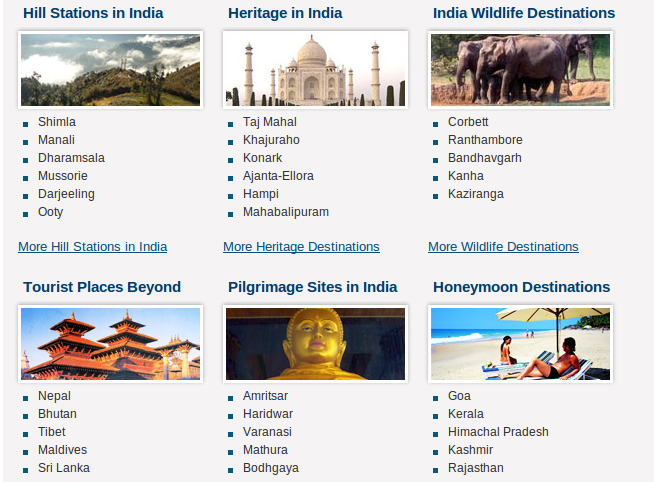 Hill Stations in India
Shimla
Manali
Dharamsala
Mussorie
Darjeeling
Ooty
More Hill Stations in India
Heritage in India
Taj Mahal
Khajuraho
Konark
Ajanta-Ellora
Hampi
Mahabalipuram
More Heritage Destinations
India Wildlife Destinations
Corbett
Ranthambore
Bandhavgarh
Kanha
Kaziranga
More Wildlife Destinations
Tourist Places Beyond
Nepal
Bhutan
Tibet
Maldives
Sri Lanka
Pilgrimage Sites in India
Amritsar
Haridwar
Varanasi
Mathura
Bodhgaya
Honeymoon Destinations
Goa
Kerala
Himachal Pradesh
Kashmir
Rajasthan